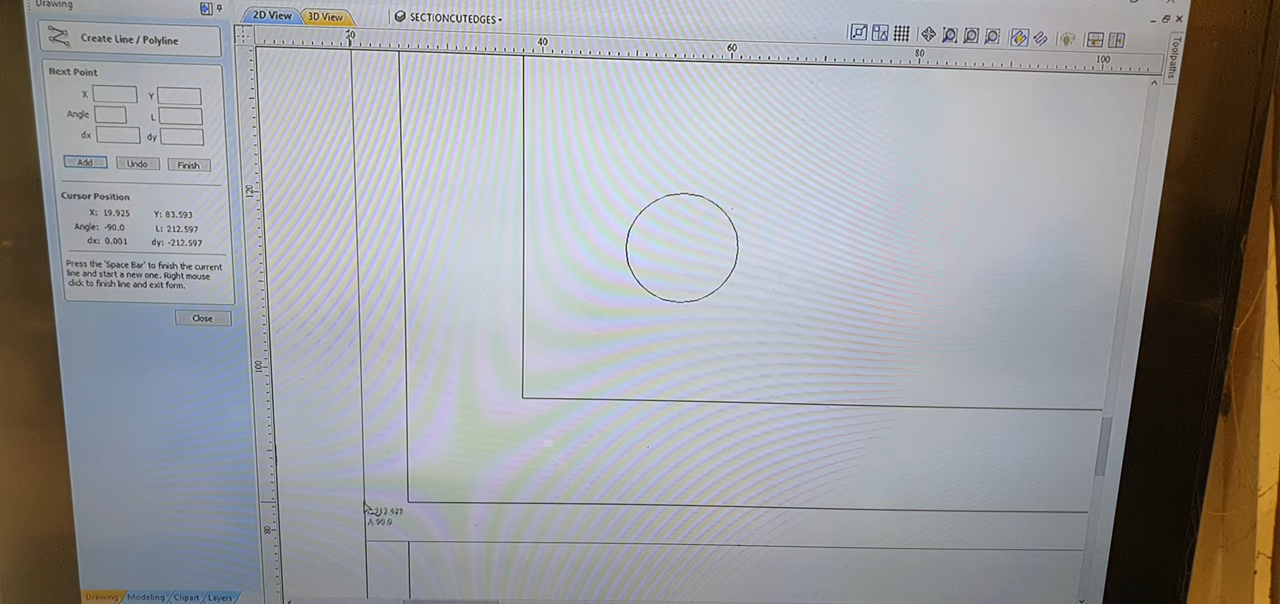 Drawing
2D View 3D View SECTIONCUTEDGES
Create Line / Polyline
40 60 80 100
Toolpaths
Next Point
X Y
Angle L
dx dy
Add Undo Finish
120
Cursor Position
X: 19.925 Y: 83.593
Angle: -90.0 L: 212.597
dx: 0.001 dy: -212.597
Press the 'Space Bar' to finish the current
line and start a new one. Right mouse
click to finish line and exit form.
Close
100
A:90.0
80
Drawing Modeling Clipart Layers